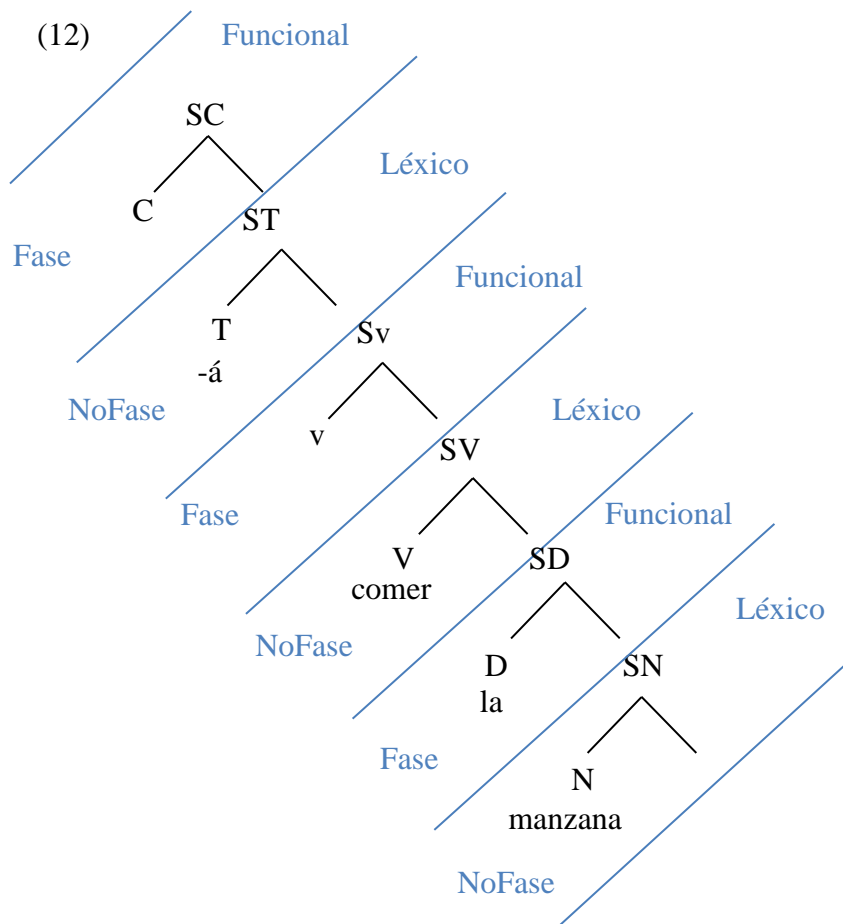 (12) Funcional
SC
Léxico
C ST
Fase
Funcional
T Sv
-á
NoFase Léxico
v SV
Fase Funcional
V SD
comer
Léxico
NoFase
D SN
la
Fase
N
manzana
NoFase